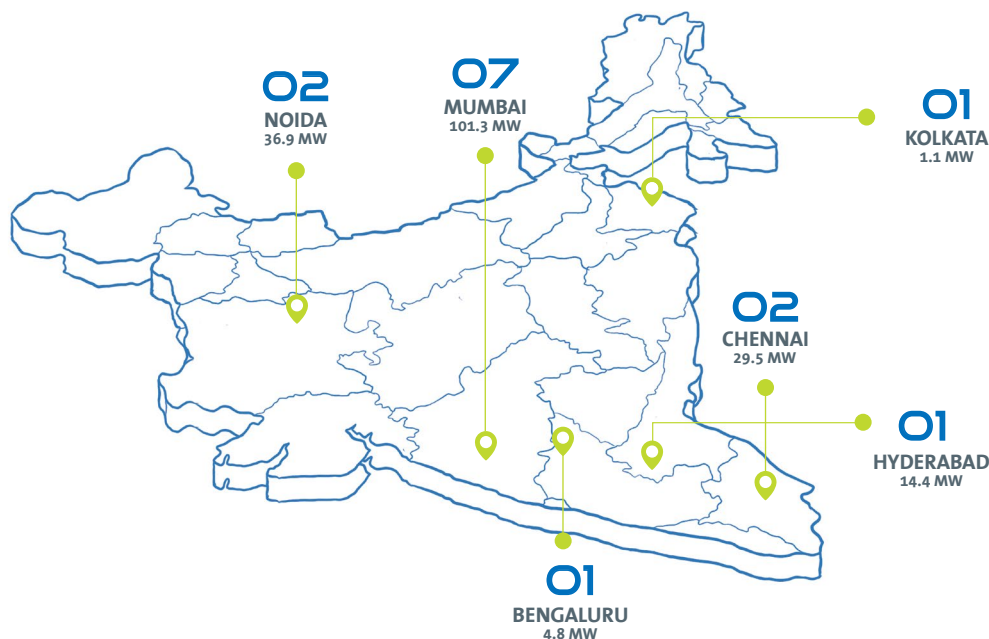 02
NOIDA
36.9 MW
07
MUMBAI
101.3 MW
01
KOLKATA
1.1 MW
02
CHENNAI
29.5 MW
01
HYDERABAD
14.4 MW
01
BENGALURU
4.8 MW